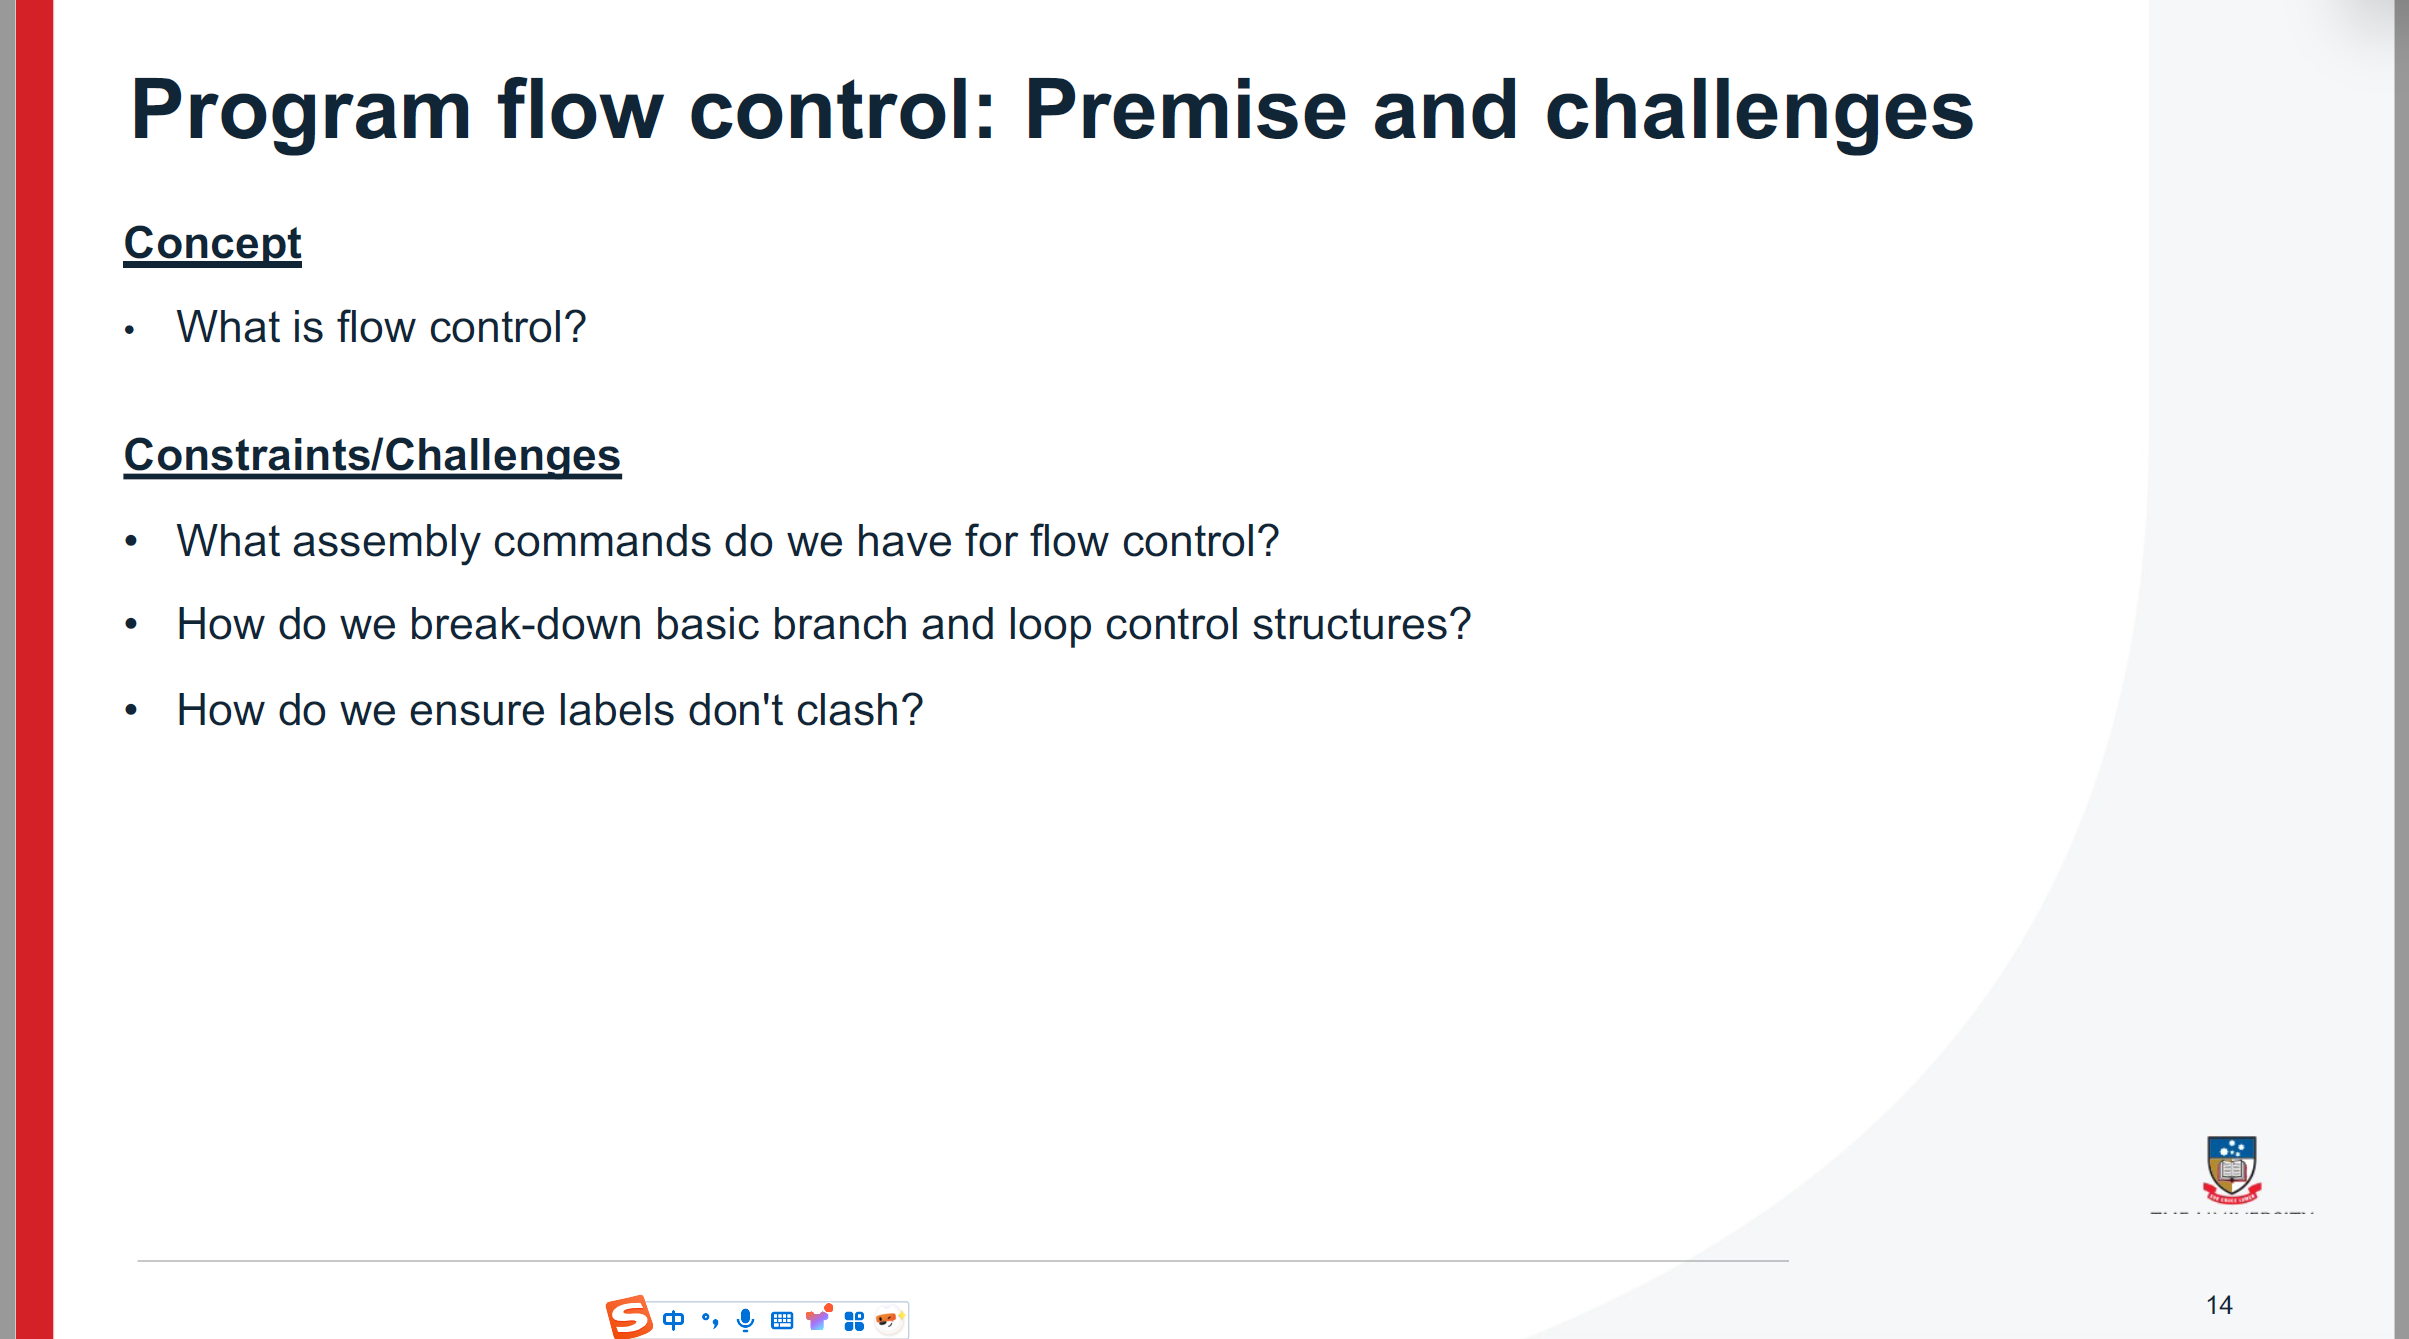 Program flow control: Premise and challenges
Concept
• What is flow control?
Constraints/Challenges
• What assembly commands do we have for flow control?
• How do we break-down basic branch and loop control structures?
• How do we ensure labels don't clash?
中
14